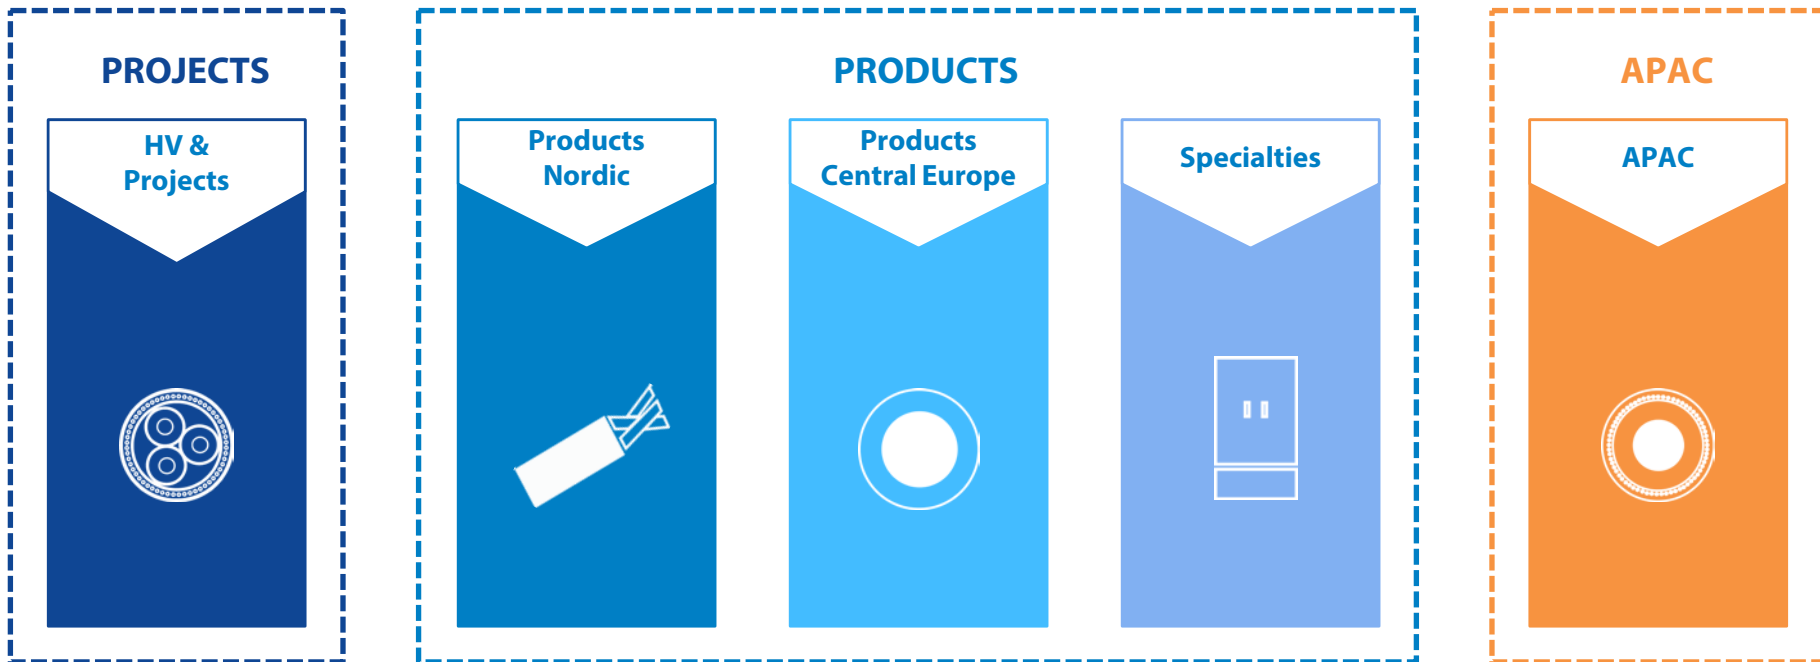 PROJECTS
HV &
Projects
PRODUCTS
Products
Nordic
Products
Central Europe
Specialties
APAC
APAC